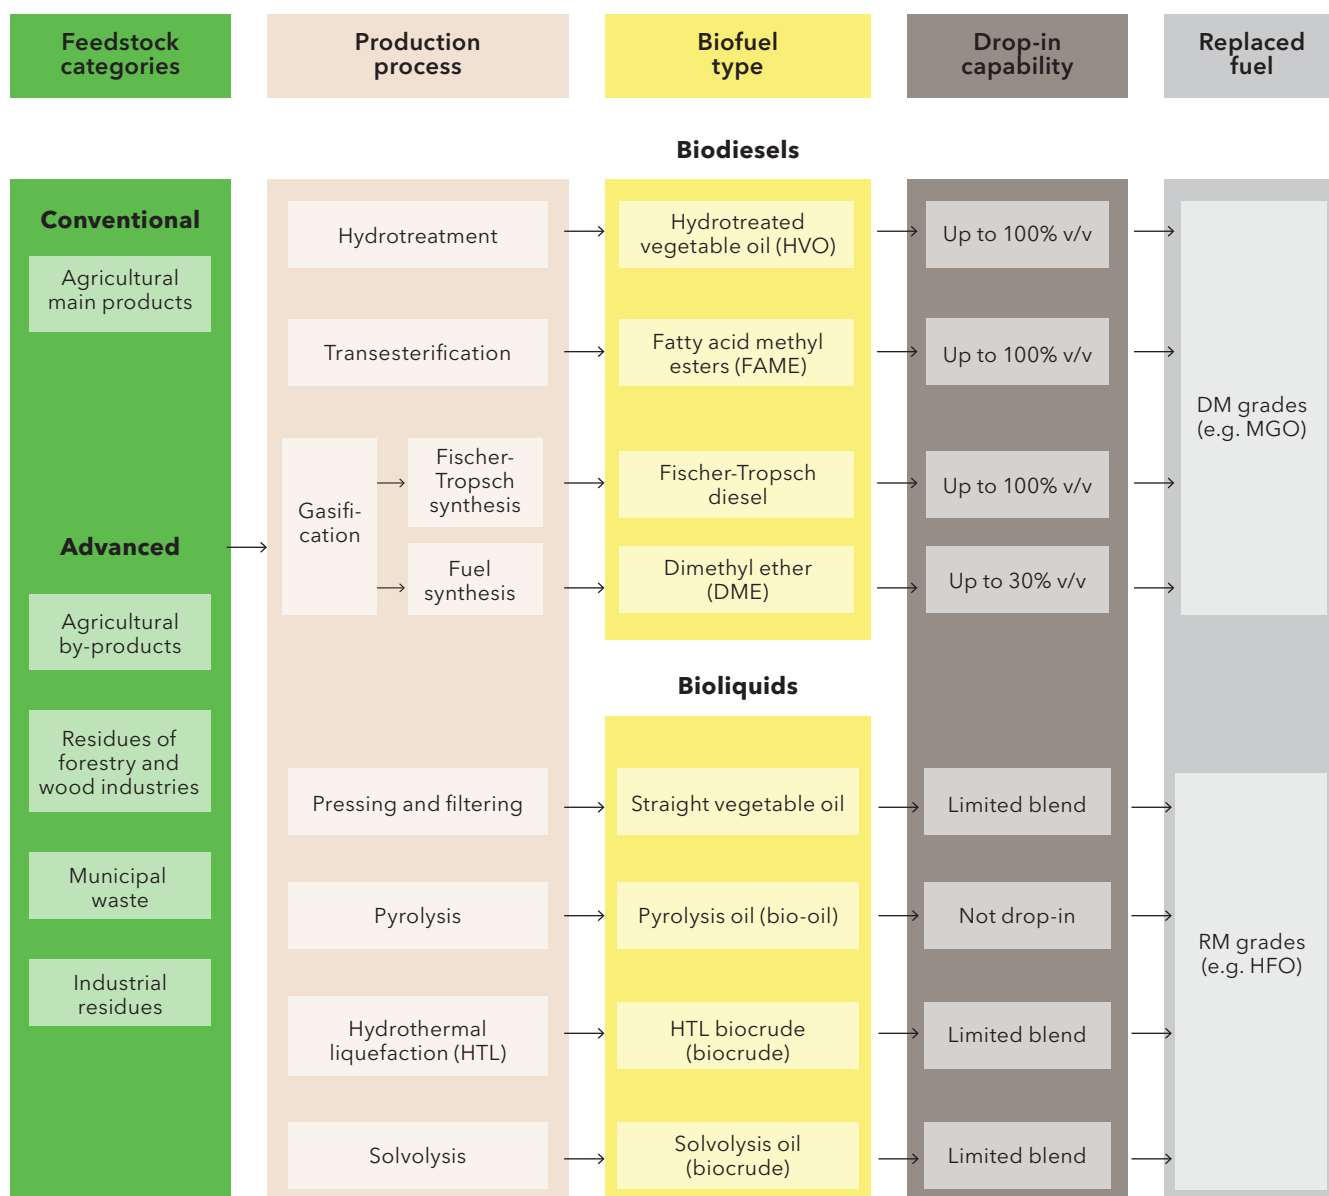 Feedstock
categories
Production
process
Biofuel
type
Drop-in
capability
Replaced
fuel
Conventional
Agricultural
main products
Advanced
Agricultural
by-products
Residues of
forestry and
wood industries
Municipal
waste
Industrial
residues
Biodiesels
Hydrotreatment
Hydrotreated
vegetable oil (HVO)
Up to 100% v/v
Transesterification
Fatty acid methyl
esters (FAME)
Up to 100% v/v
Gasifi-
cation
Fischer-
Tropsch
synthesis
Fischer-Tropsch
diesel
Up to 100% v/v
Fuel
synthesis
Dimethyl ether
(DME)
Up to 30% v/v
DM grades
(e.g. MGO)
Bioliquids
Pressing and filtering
Straight vegetable oil
Limited blend
Pyrolysis
Pyrolysis oil (bio-oil)
Not drop-in
Hydrothermal
liquefaction (HTL)
HTL biocrude
(biocrude)
Limited blend
Solvolysis
Solvolysis oil
(biocrude)
Limited blend
RM grades
(e.g. HFO)